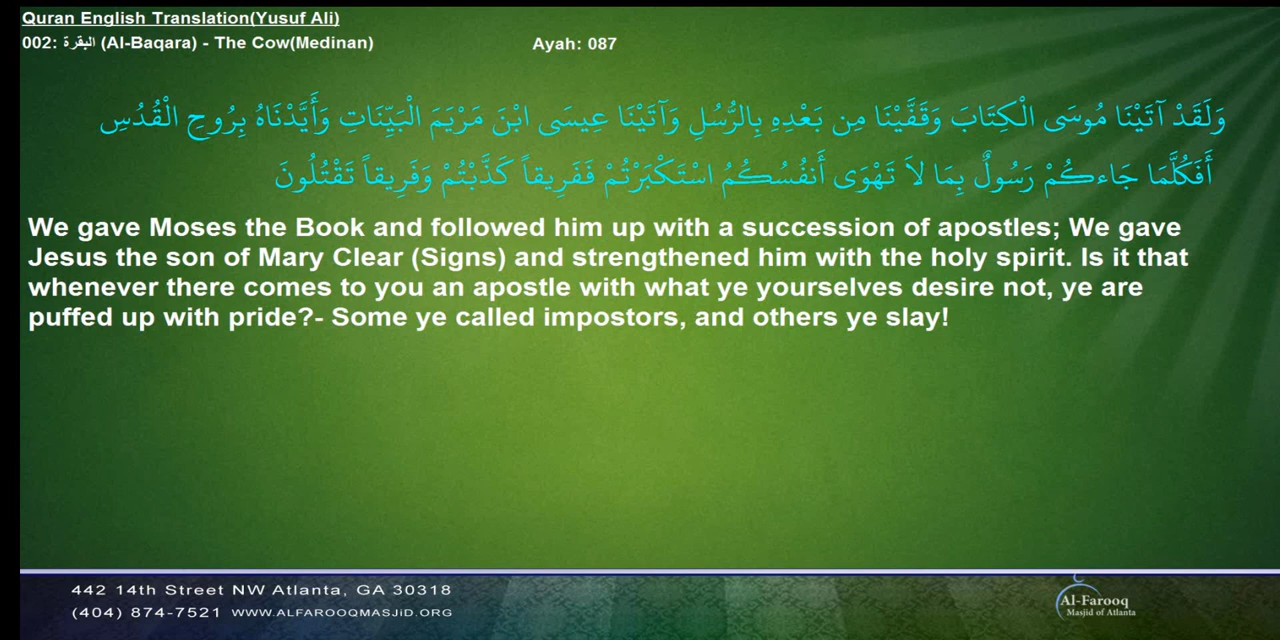 Quran English Translation(Yusuf Ali)
002: البقرة (Al-Baqara) - The Cow(Medinan)
Ayah: 087
وَلَقَدْ آتَيْنَا مُوسَى الْكِتَابَ وَقَفَّيْنَا مِن بَعْدِهِ بِالرُّسُلِ وَآتَيْنَا عِيسَى ابْنَ مَرْيَمَ الْبَيِّنَاتِ وَأَيَّدْنَاهُ بِرُوحِ الْقُدُسِ
أَفَكُلَّمَا جَاءكُمْ رَسُولٌ بِمَا لاَ تَهْوَى أَنفُسُكُمُ اسْتَكْبَرْتُمْ فَفَرِيقاً كَذَّبْتُمْ وَفَرِيقاً تَقْتُلُونَ
We gave Moses the Book and followed him up with a succession of apostles; We gave
Jesus the son of Mary Clear (Signs) and strengthened him with the holy spirit. Is it that
whenever there comes to you an apostle with what ye yourselves desire not, ye are
puffed up with pride?- Some ye called impostors, and others ye slay!
442 14th Street NW Atlanta, GA 30318
(404) 874-7521 WWW.ALFAROOQMASJiD.ORG
Al-Farooq
Masjid of Atlanta